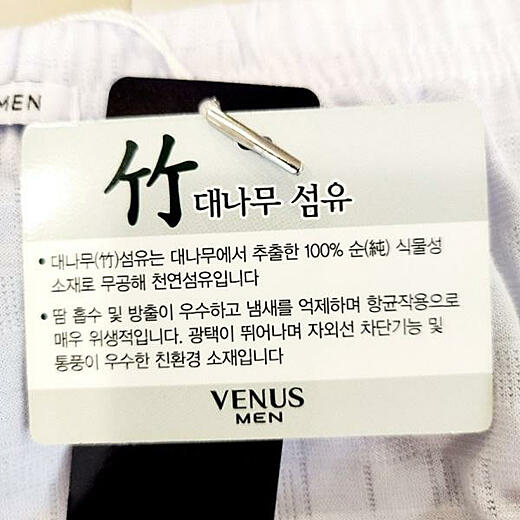 MEN
竹 대나무 섬유
• 대나무(竹)섬유는 대나무에서 추출한 100% 순(純) 식물성
소재로 무공해 천연섬유입니다
• 땀 흡수 및 방출이 우수하고 냄새를 억제하며 항균작용으로
매우 위생적입니다. 광택이 뛰어나며 자외선 차단기능 및
통풍이 우수한 친환경 소재입니다
VENUS
MEN